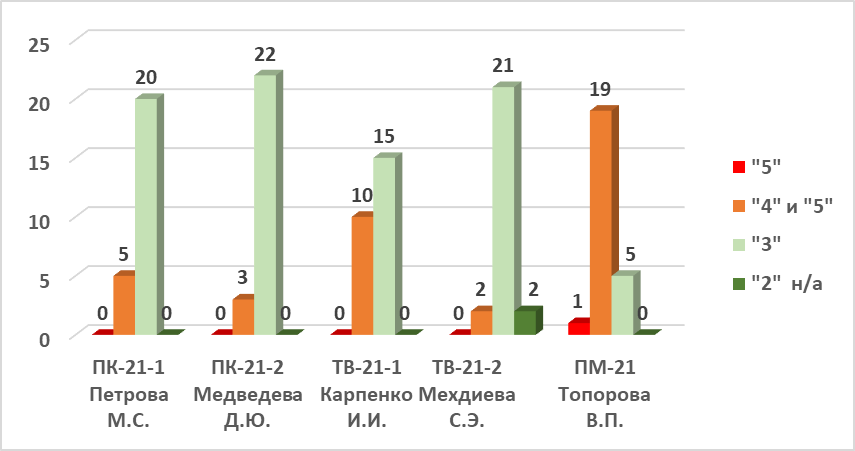 25
20
15
10
5
0
0 5 20 0
0 3 22 0
0 10 15 0
0 2 21 2
1 19 5 0
ПК-21-1
Петрова
М.С.
ПК-21-2
Медведева
Д.Ю.
ТВ-21-1
Карпенко
И.И.
ТВ-21-2
Мехдиева
С.Э.
ПМ-21
Топорова
В.П.
"5"
"4" и "5"
"3"
"2" н/а